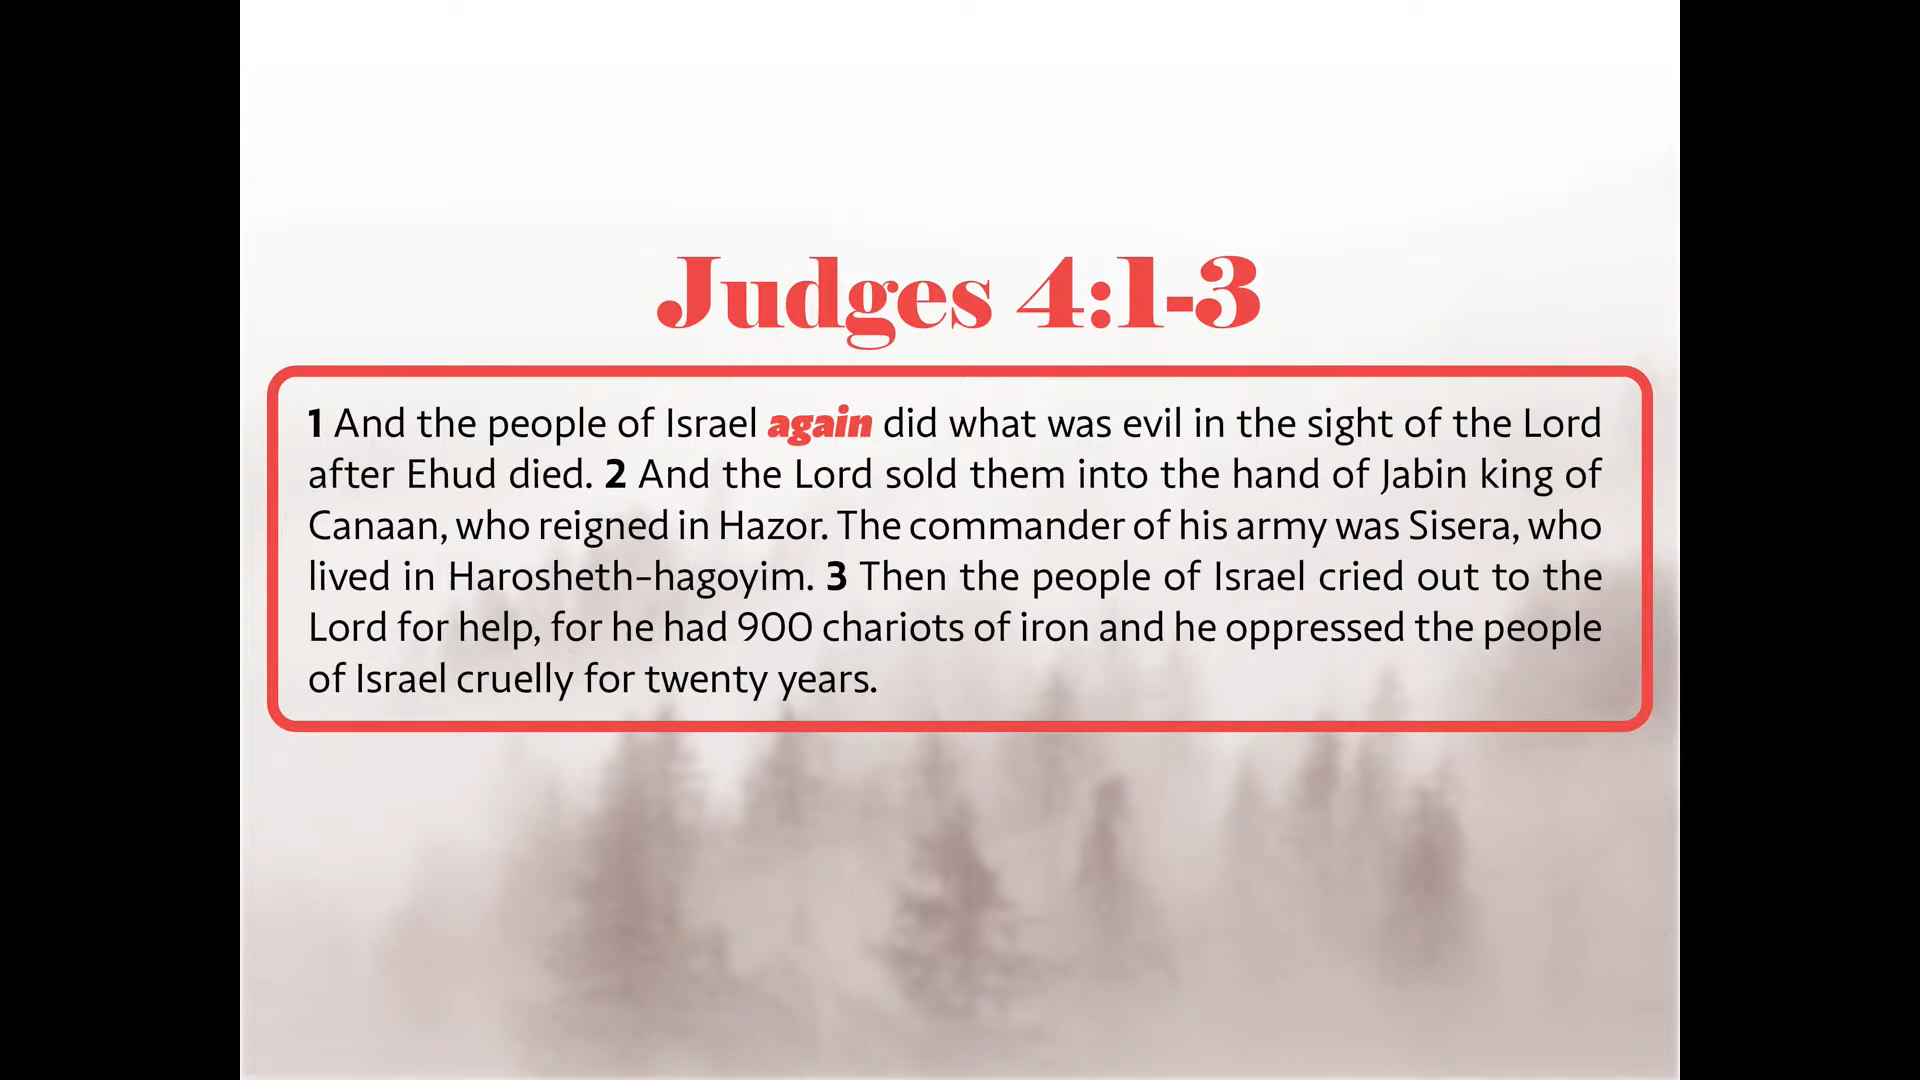 Judges 4:1-3
1 And the people of Israel again did what was evil in the sight of the Lord
after Ehud died. 2 And the Lord sold them into the hand of Jabin king of
Canaan, who reigned in Hazor. The commander of his army was Sisera, who
lived in Harosheth-hagoyim. 3 Then the people of Israel cried out to the
Lord for help, for he had 900 chariots of iron and he oppressed the people
of Israel cruelly for twenty years.